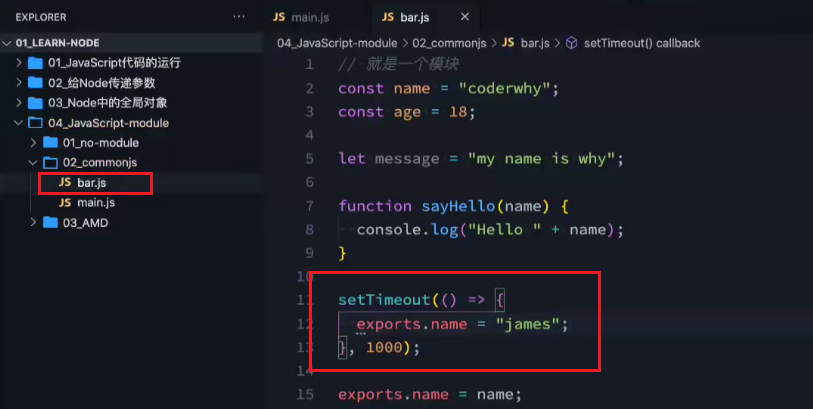 EXPLORER ...
JS main.js JS bar.js ×
01_LEARN-NODE
04_JavaScript-module > 02_commonjs > JS bar.js > setTimeout() callback
01_JavaScript代码的运行
02_给Node传递参数
03_Node中的全局对象
04_JavaScript-module
01_no-module
02_commonjs
JS bar.js
JS main.js
03_AMD
1 // 就是一个模块
2 const name = "coderwhy";
3 const age = 18;
4
5 let message = "my name is why";
6
7 function sayHello(name) {
8 console.log("Hello " + name);
9 }
10
11 setTimeout(() => {
12 exports.name = "james";
13 }, 1000);
14
15 exports.name = name;